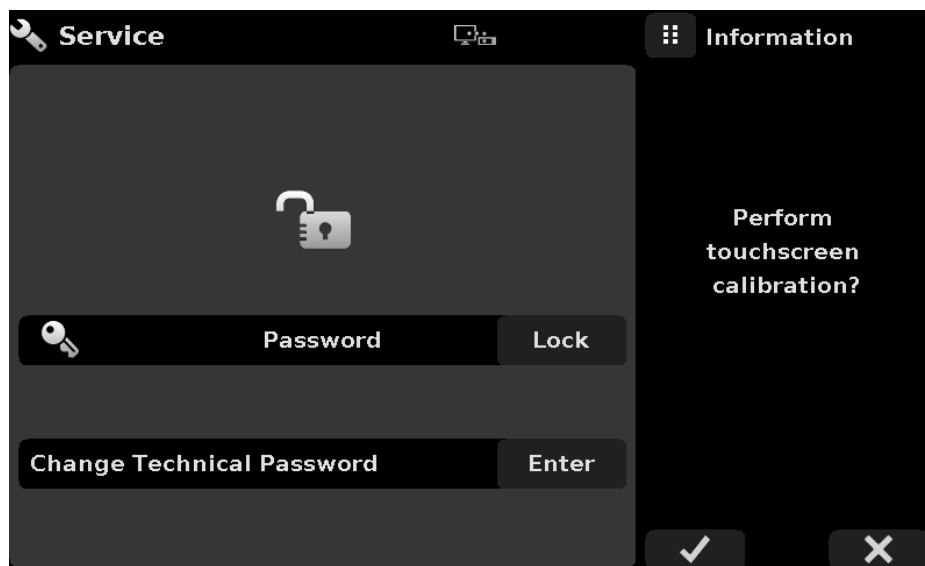 Service
Information
Perform
touchscreen
calibration?
Password
Lock
Change Technical Password
Enter